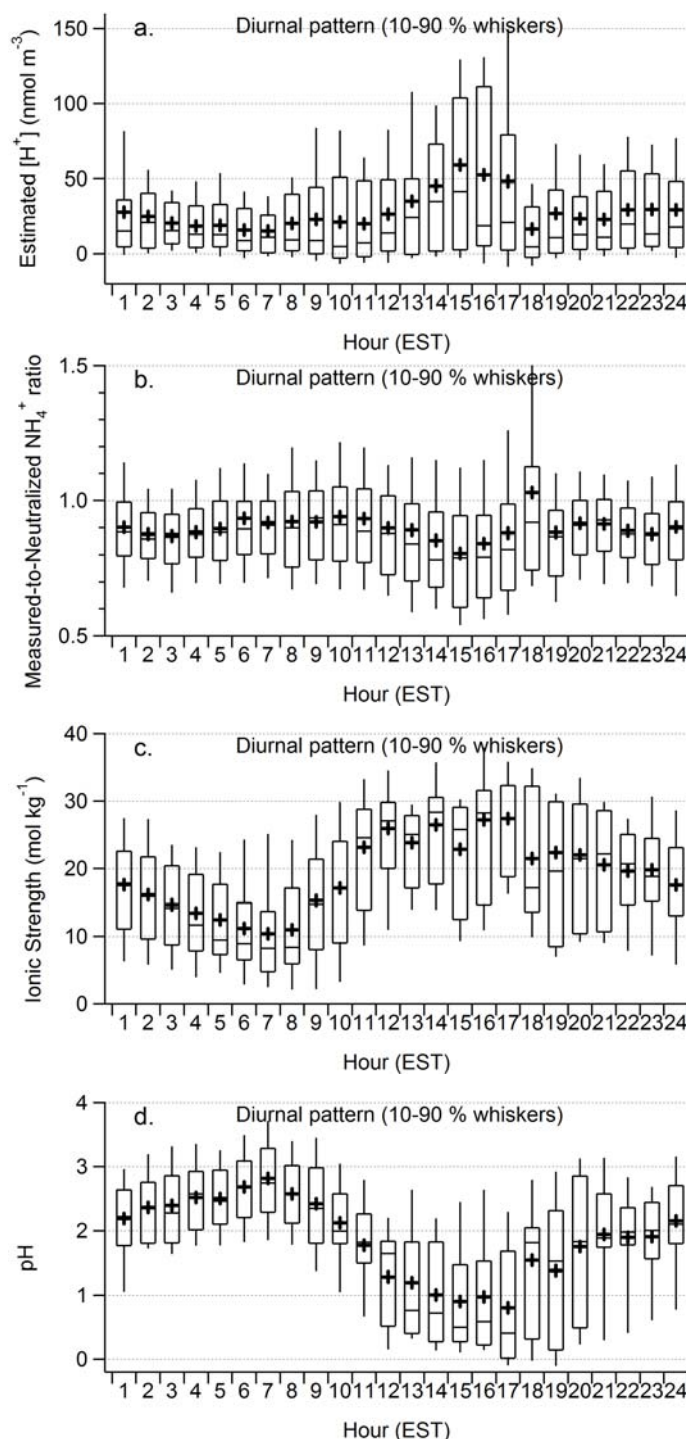 a.
Diurnal pattern (10-90 % whiskers)
Estimated [H⁺] (nmol m⁻³)
150
100
50
0
1 2 3 4 5 6 7 8 9 10 11 12 13 14 15 16 17 18 19 20 21 22 23 24
Hour (EST)
b.
Diurnal pattern (10-90 % whiskers)
Measured-to-Neutralized NH₄⁺ ratio
1.5
1.0
0.5
1 2 3 4 5 6 7 8 9 10 11 12 13 14 15 16 17 18 19 20 21 22 23 24
Hour (EST)
c.
Diurnal pattern (10-90 % whiskers)
Ionic Strength (mol kg⁻¹)
40
30
20
10
0
1 2 3 4 5 6 7 8 9 10 11 12 13 14 15 16 17 18 19 20 21 22 23 24
Hour (EST)
d.
Diurnal pattern (10-90 % whiskers)
pH
4
3
2
1
0
1 2 3 4 5 6 7 8 9 10 11 12 13 14 15 16 17 18 19 20 21 22 23 24
Hour (EST)